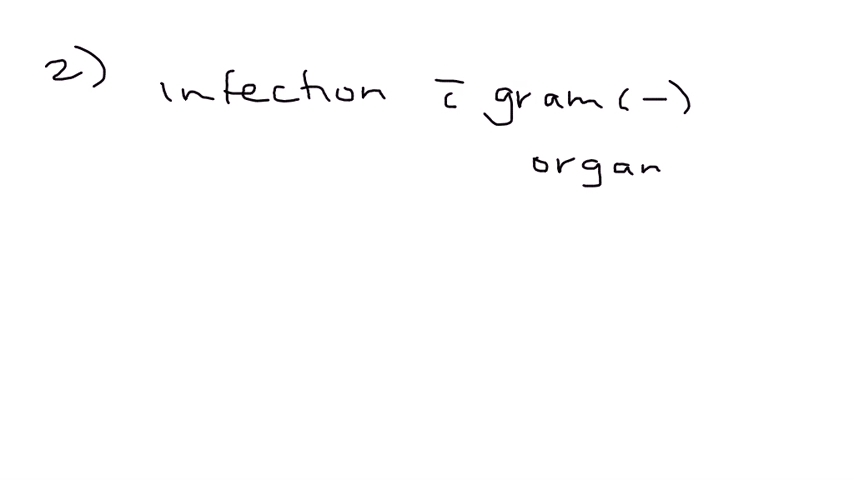 2) infection c̄ gram (-)
organ